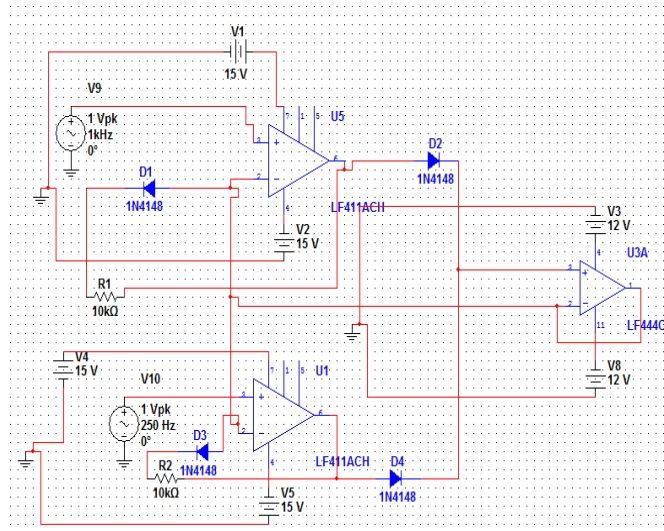 V1
15 V
V9
1 Vpk
1kHz
0°
7
1
5
U5
3
2
6
4
LF411ACH
D1
1N4148
D2
1N4148
V2
15 V
R1
10kΩ
V3
12 V
U3A
4
3
2
1
11
LF444C
V8
12 V
V4
15 V
V10
1 Vpk
250 Hz
0°
7
1
5
U1
3
2
6
4
LF411ACH
D3
1N4148
R2
10kΩ
D4
1N4148
V5
15 V